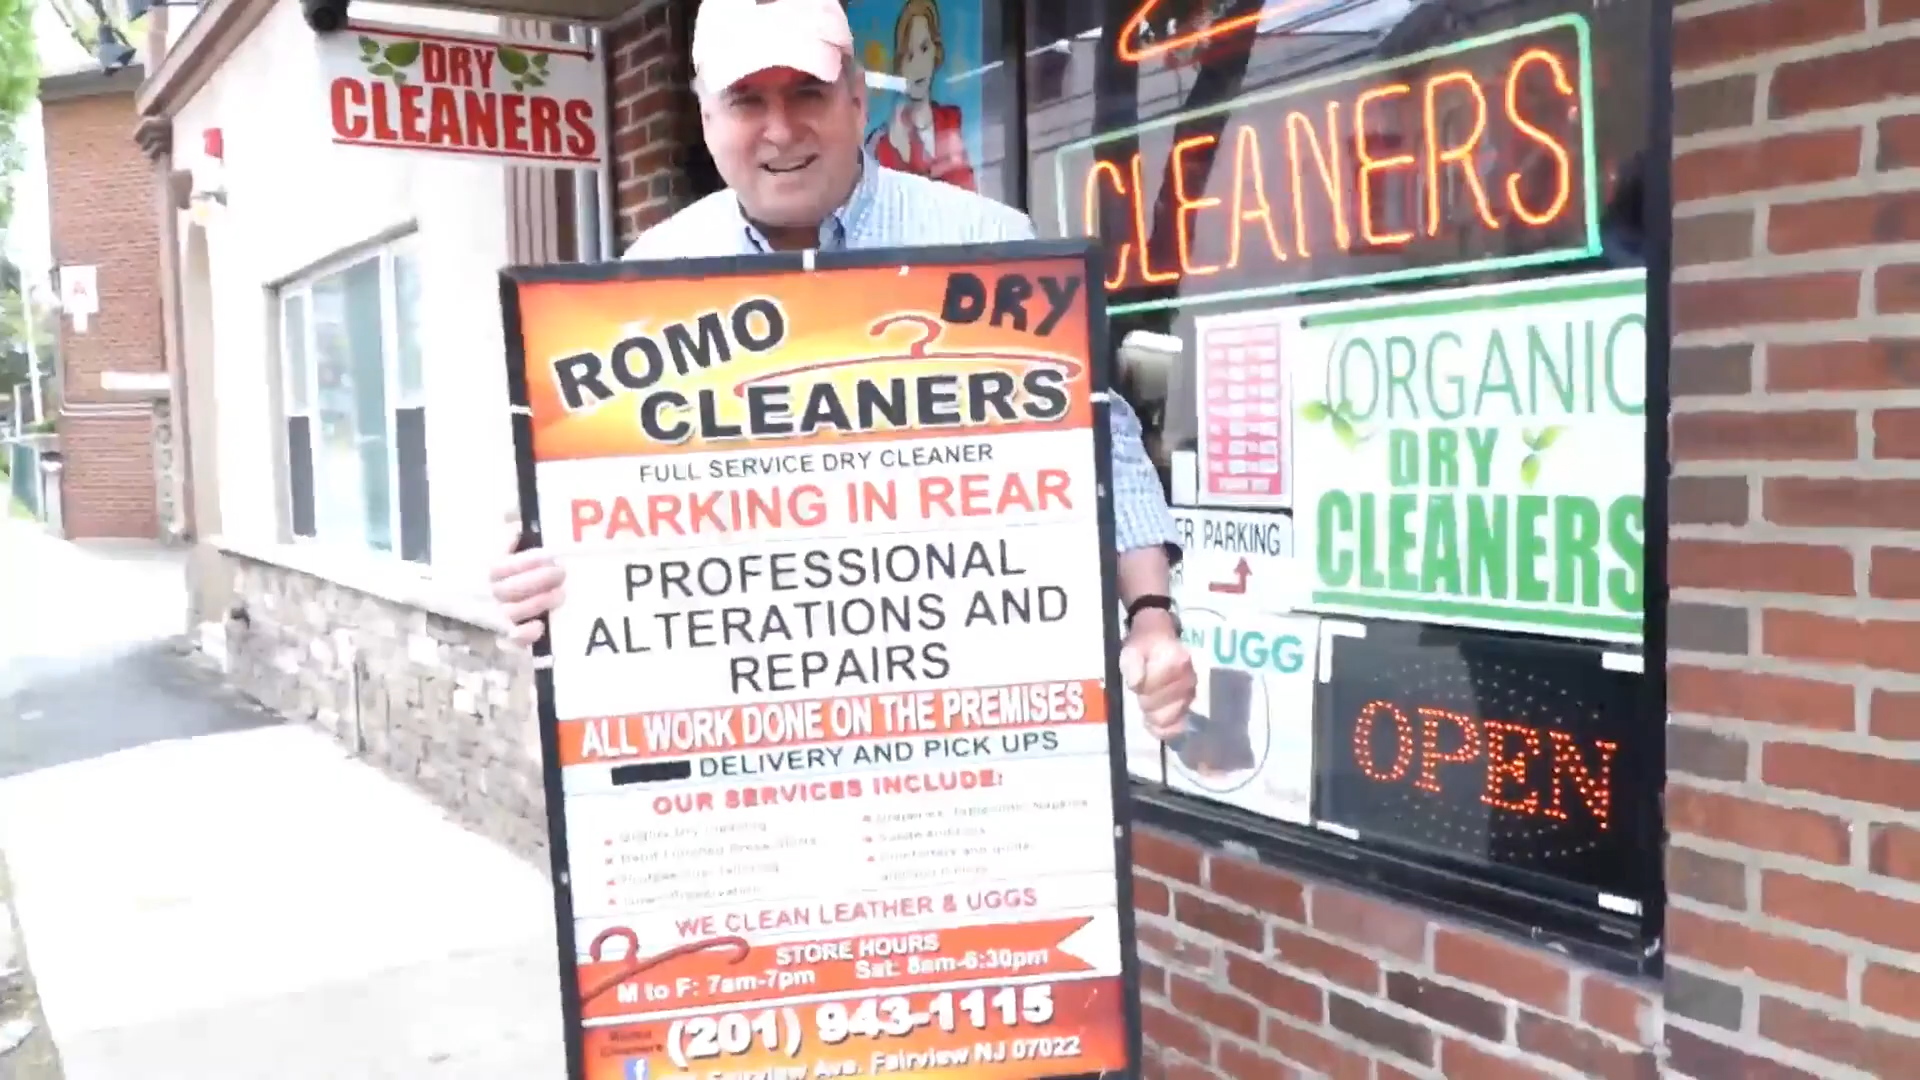 DRY
CLEANERS
CLEANERS
DRY
ROMO
CLEANERS
FULL SERVICE DRY CLEANER
PARKING IN REAR
PROFESSIONAL
ALTERATIONS AND
REPAIRS
ALL WORK DONE ON THE PREMISES
DELIVERY AND PICK UPS
OUR SERVICES INCLUDE:
WE CLEAN LEATHER & UGGS
STORE HOURS
M to F: 7am-7pm Sat: 8am-6:30pm
(201) 943-1115
Fairview Ave. Fairview NJ 07022
ORGANIC
DRY
CLEANERS
PARKING
UGG
OPEN